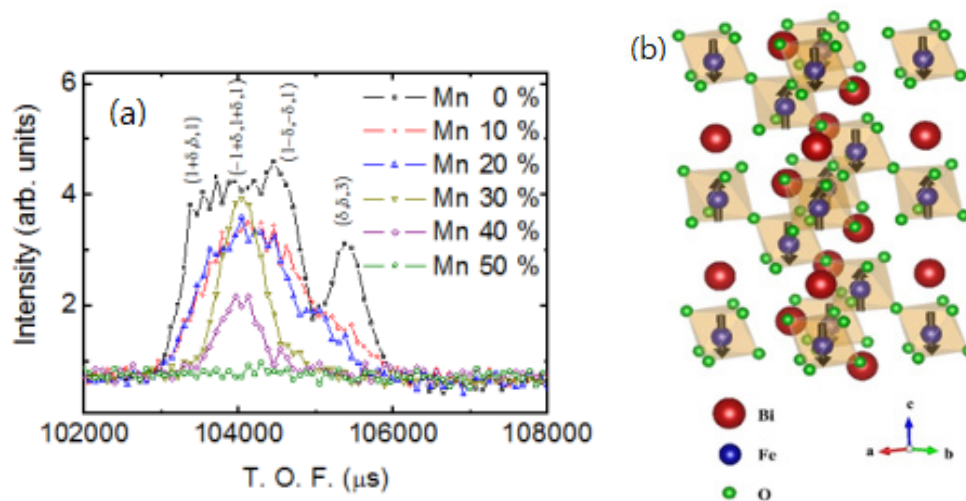 (a)
6
4
2
Intensity (arb. units)
(1+δ,δ,1)
(-1+δ,1+δ,1)
(1-δ,-δ,1)
(δ,δ,3)
Mn 0 %
Mn 10 %
Mn 20 %
Mn 30 %
Mn 40 %
Mn 50 %
102000 104000 106000 108000
T. O. F. (μs)
(b)
Bi
Fe
O
c
a
b